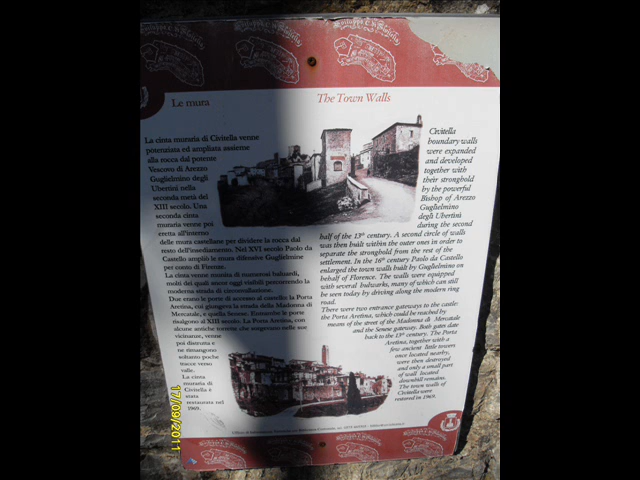 Le mura
La cinta muraria di Civitella venne
potenziata ed ampliata assieme
alla rocca dal potente
Vescovo di Arezzo
Guglielmino degli
Ubertini nella
seconda metà del
XIII secolo. Una
seconda cinta
muraria venne poi
eretta all'interno
delle mura castellane per dividere la rocca dal
resto dell'insediamento. Nel XVI secolo Paolo da
Castello ampliò le mura difensive Guglielmine
per conto di Firenze.
La cinta venne munita di numerosi baluardi,
molti dei quali sono oggi visibili percorrendo la
moderna strada di circonvallazione.
Due erano le porte di accesso al castello: la Porta
Aretina, cui giungeva la strada della Madonna di
Mercatale, e quella Senese. Entrambe le porte
risalgono al XIII secolo. La Porta Aretina, con
alcune antiche torrette che sorgevano nelle sue
vicinanze, venne
poi distrutta e
ne rimangono
soltanto poche
tracce verso
valle.
La cinta
muraria di
Civitella è
stata
restaurata nel
1969.
The Town Walls
Civitella
boundary walls
were expanded
and developed
together with
their stronghold
by the powerful
Bishop of Arezzo
Guglielmino
degli Ubertini
during the second
half of the 13th century. A second circle of walls
was then built within the outer ones in order to
separate the stronghold from the rest of the
settlement. In the 16th century Paolo da Castello
enlarged the town walls built by Guglielmino on
behalf of Florence. The walls were equipped
with several bulwarks, many of which can still
be seen today by driving along the modern ring
road.
There were two entrance gateways to the castle:
the Porta Aretina, which could be reached by
means of the street of the Madonna di Mercatale
and the Senese gateway. Both gates date
back to the 13th century. The Porta
Aretina, together with a
few ancient little towers
once located nearby,
were then destroyed
and only a small part
of wall located
downhill remains.
The town walls of
Civitella were
restored in 1969.
17/09/2011